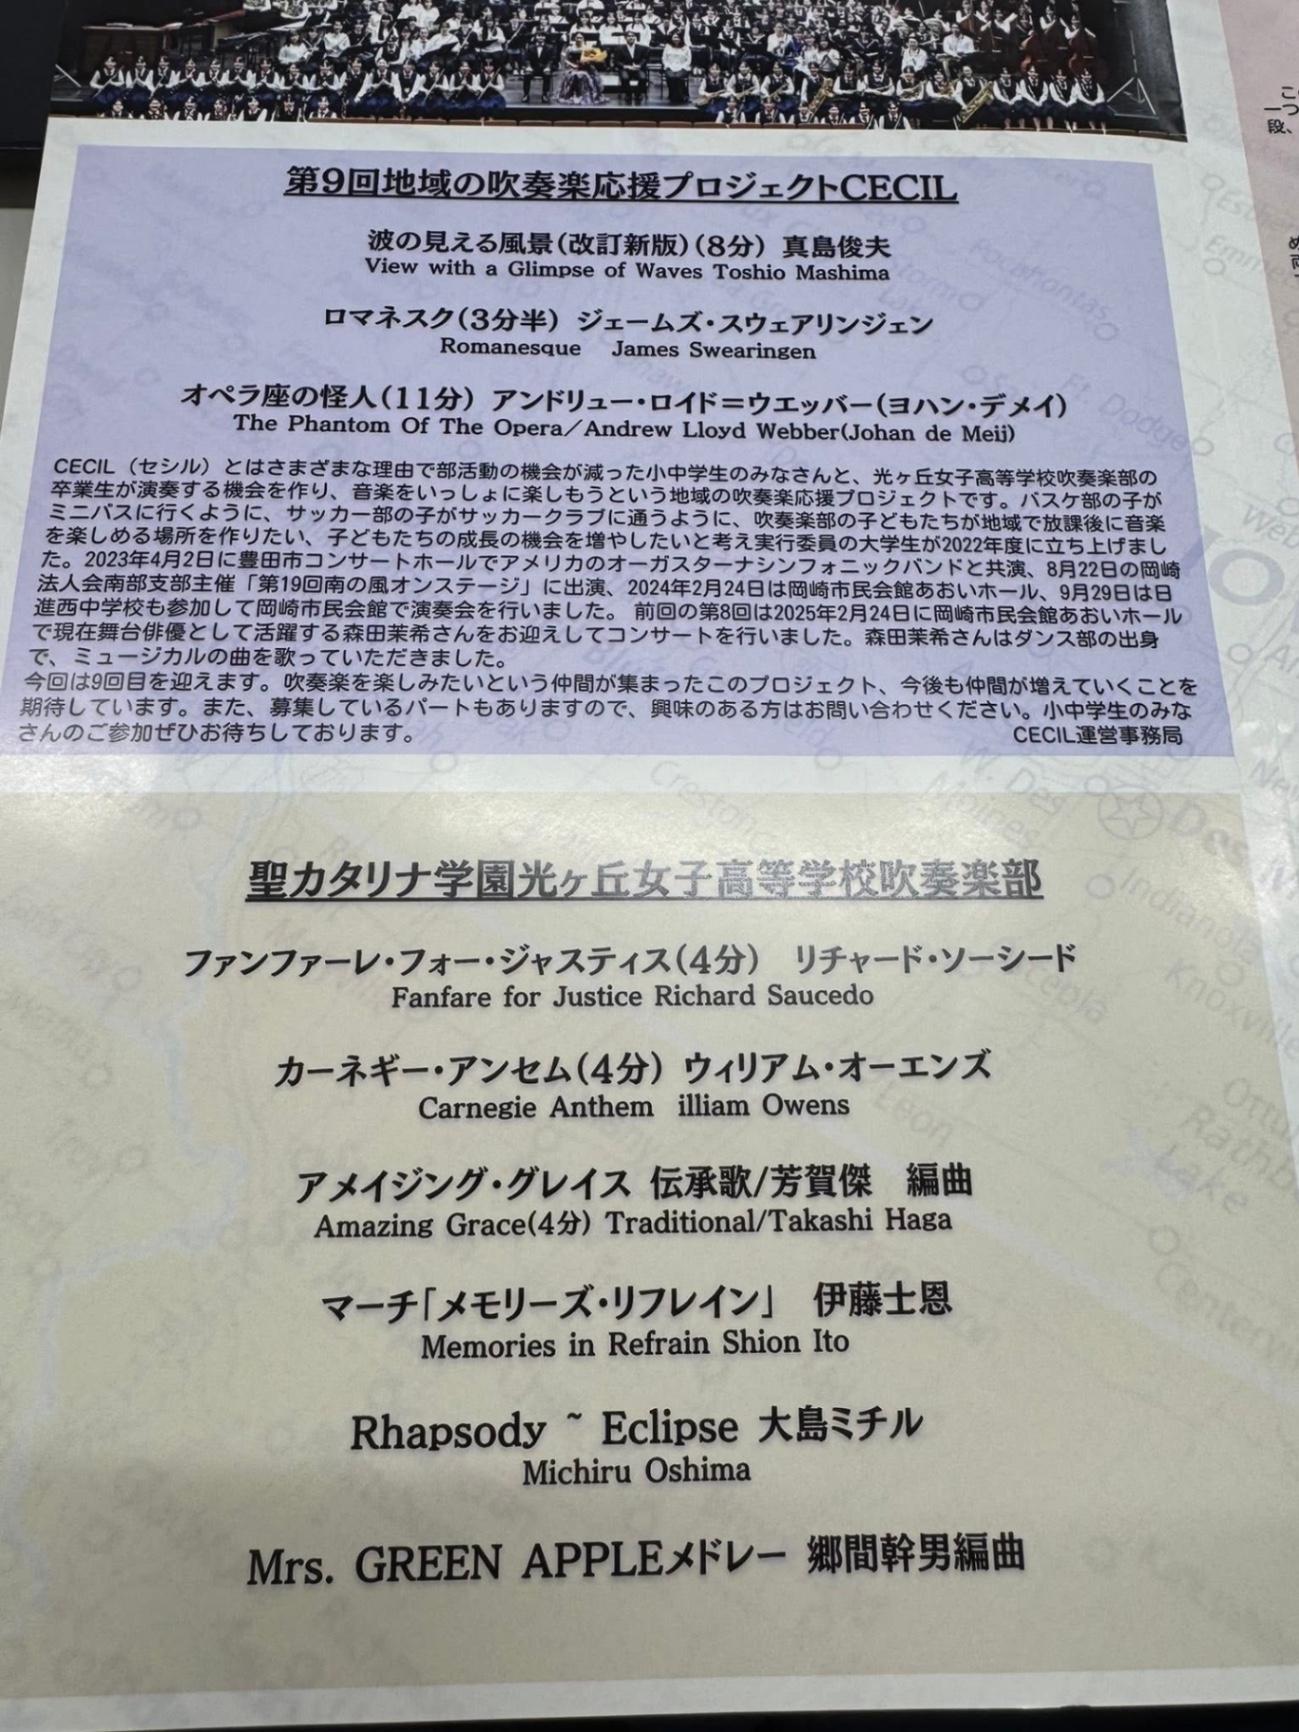 第9回地域の吹奏楽応援プロジェクトCECIL
波の見える風景(改訂新版)(8分) 真島俊夫
View with a Glimpse of Waves Toshio Mashima
ロマネスク(3分半) ジェームズ・スウェアリンジェン
Romanesque James Swearingen
オペラ座の怪人(11分) アンドリュー・ロイド＝ウエッバー(ヨハン・デメイ)
The Phantom Of The Opera／Andrew Lloyd Webber(Johan de Meij)
CECIL（セシル）とはさまざまな理由で部活動の機会が減った小中学生のみなさんと、光ヶ丘女子高等学校吹奏楽部の
卒業生が演奏する機会を作り、音楽をいっしょに楽しもうという地域の吹奏楽応援プロジェクトです。バスケ部の子が
ミニバスに行くように、サッカー部の子がサッカークラブに通うように、吹奏楽部の子どもたちが地域で放課後に音楽
を楽しめる場所を作りたい、子どもたちの成長の機会を増やしたいと考え実行委員の大学生が2022年度に立ち上げまし
た。2023年4月2日に豊田市コンサートホールでアメリカのオーガスターナシンフォニックバンドと共演、8月22日の岡崎
法人会南部支部主催「第19回南の風オンステージ」に出演、2024年2月24日は岡崎市民会館あおいホール、9月29日は日
進西中学校も参加して岡崎市民会館で演奏会を行いました。 前回の第8回は2025年2月24日に岡崎市民会館あおいホール
で現在舞台俳優として活躍する森田茉希さんをお迎えしてコンサートを行いました。森田茉希さんはダンス部の出身
で、ミュージカルの曲を歌っていただきました。
今回は9回目を迎えます。吹奏楽を楽しみたいという仲間が集まったこのプロジェクト、今後も仲間が増えていくことを
期待しています。また、募集しているパートもありますので、興味のある方はお問い合わせください。小中学生のみな
さんのご参加ぜひお待ちしております。 CECIL運営事務局
聖カタリナ学園光ヶ丘女子高等学校吹奏楽部
ファンファーレ・フォー・ジャスティス(4分) リチャード・ソーシード
Fanfare for Justice Richard Saucedo
カーネギー・アンセム(4分) ウィリアム・オーエンズ
Carnegie Anthem illiam Owens
アメイジング・グレイス 伝承歌/芳賀傑 編曲
Amazing Grace(4分) Traditional/Takashi Haga
マーチ「メモリーズ・リフレイン」 伊藤士恩
Memories in Refrain Shion Ito
Rhapsody ~ Eclipse 大島ミチル
Michiru Oshima
Mrs. GREEN APPLEメドレー 郷間幹男編曲